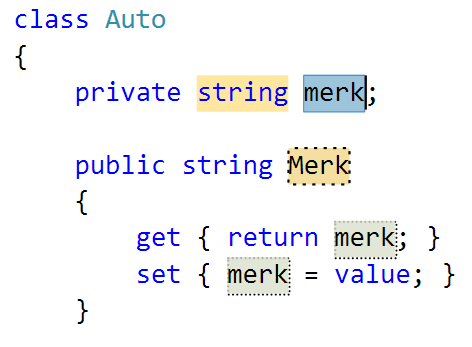 class Auto
{
    private string merk;
    public string Merk
    {
        get { return merk; }
        set { merk = value; }
    }